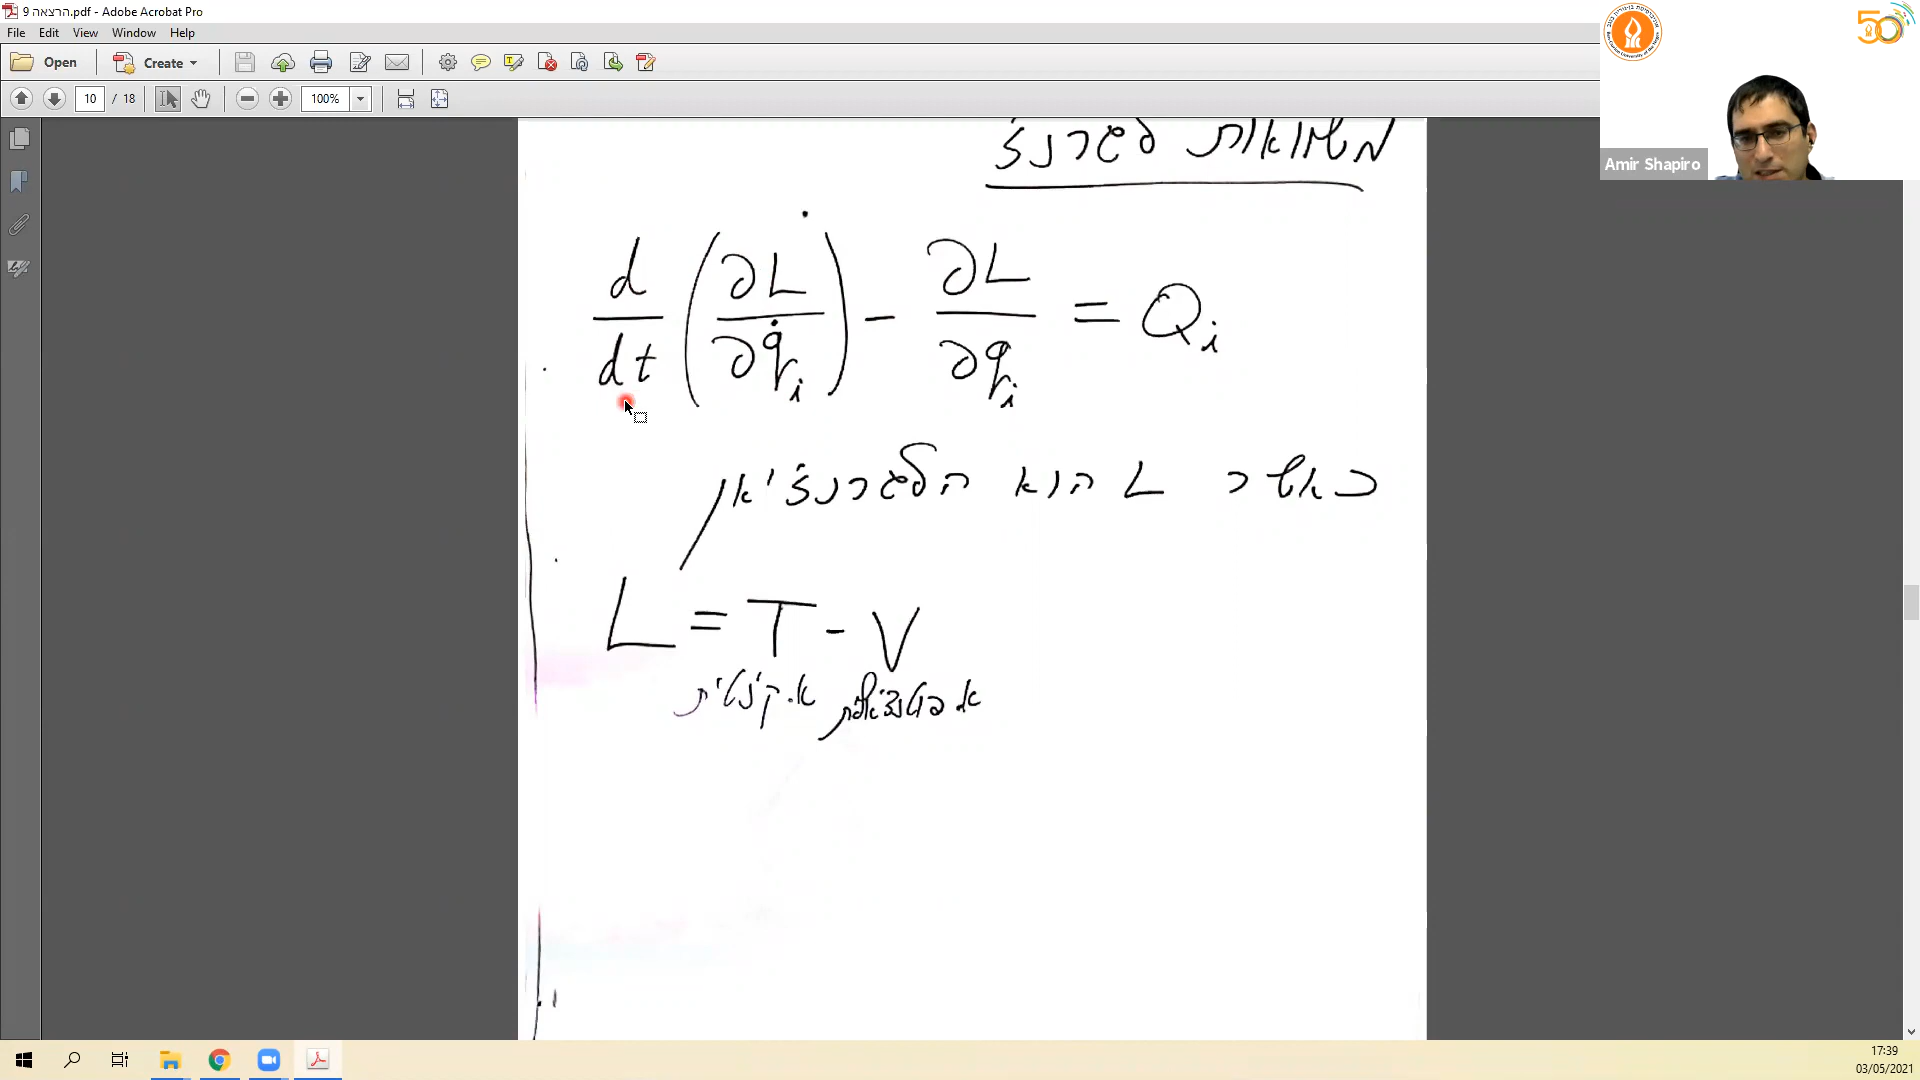 הרצאה 9.pdf - Adobe Acrobat Pro
File Edit View Window Help
Open Create
10 / 18 100%
Amir Shapiro
50
משוואות לגרנז'
d/dt (∂L/∂q̇ᵢ) - ∂L/∂qᵢ = Qᵢ
כאשר L הוא הלגרנז'יאן
L = T - V
א. קינטית א. פוטנציאלית
17:39
03/05/2021